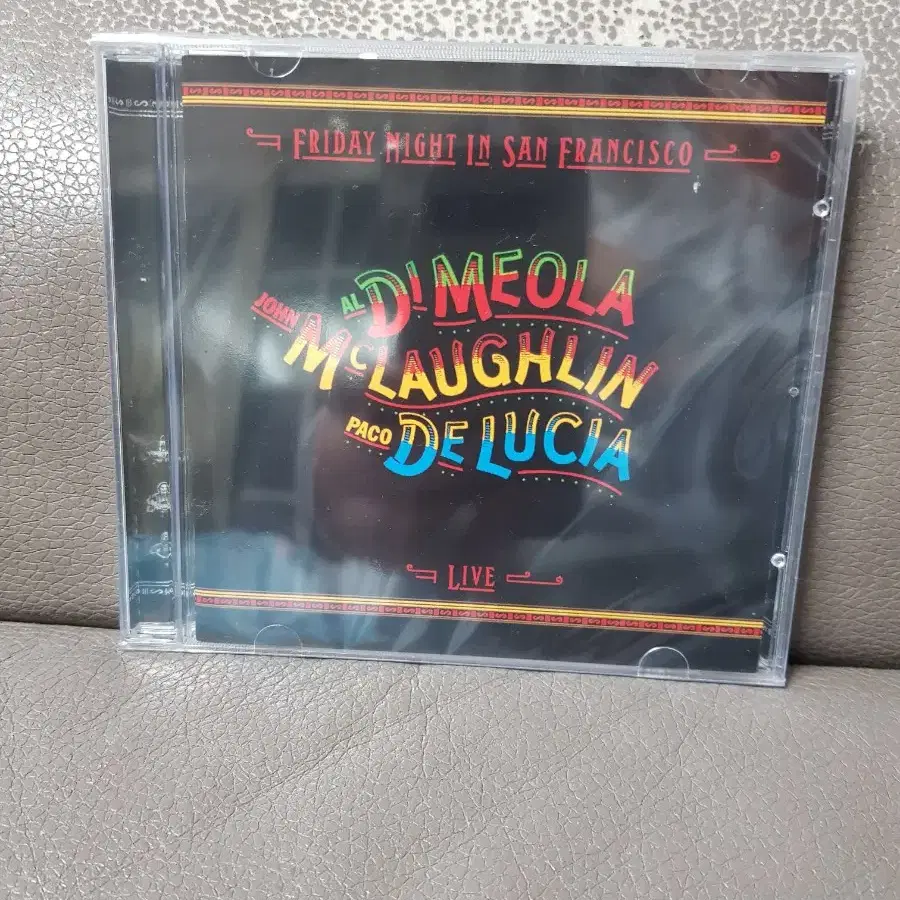 FRIDAY NIGHT IN SAN FRANCISCO
AL DI MEOLA
JOHN MCLAUGHLIN
PACO DE LUCIA
LIVE